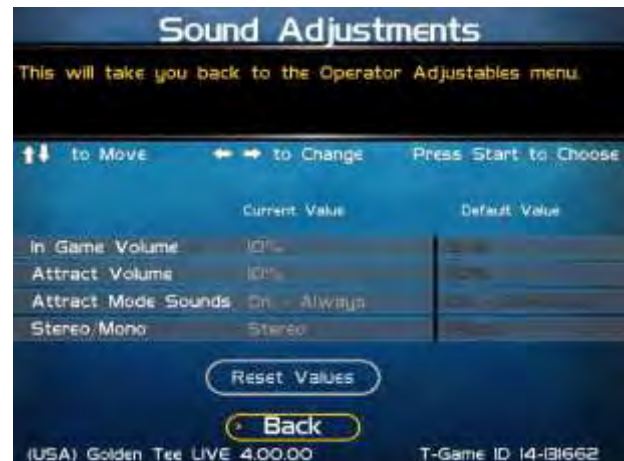 Sound Adjustments
This will take you back to the Operator Adjustables menu.
to Move to Change Press Start to Choose
Current Value Default Value
In Game Volume 10%
Attract Volume 10%
Attract Mode Sounds On - Always
Stereo/Mono Stereo
Reset Values
Back
(USA) Golden Tee LIVE 4.00.00 T-Game ID 14-131662